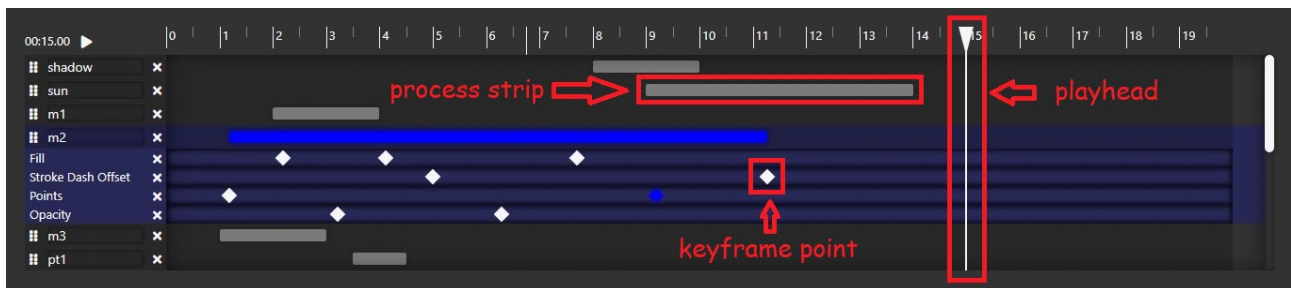 00:15.00 0 1 2 3 4 5 6 7 8 9 10 11 12 13 14 15 16 17 18 19
shadow
sun process strip playhead
m1
m2
Fill
Stroke Dash Offset
Points
Opacity
m3 keyframe point
pt1